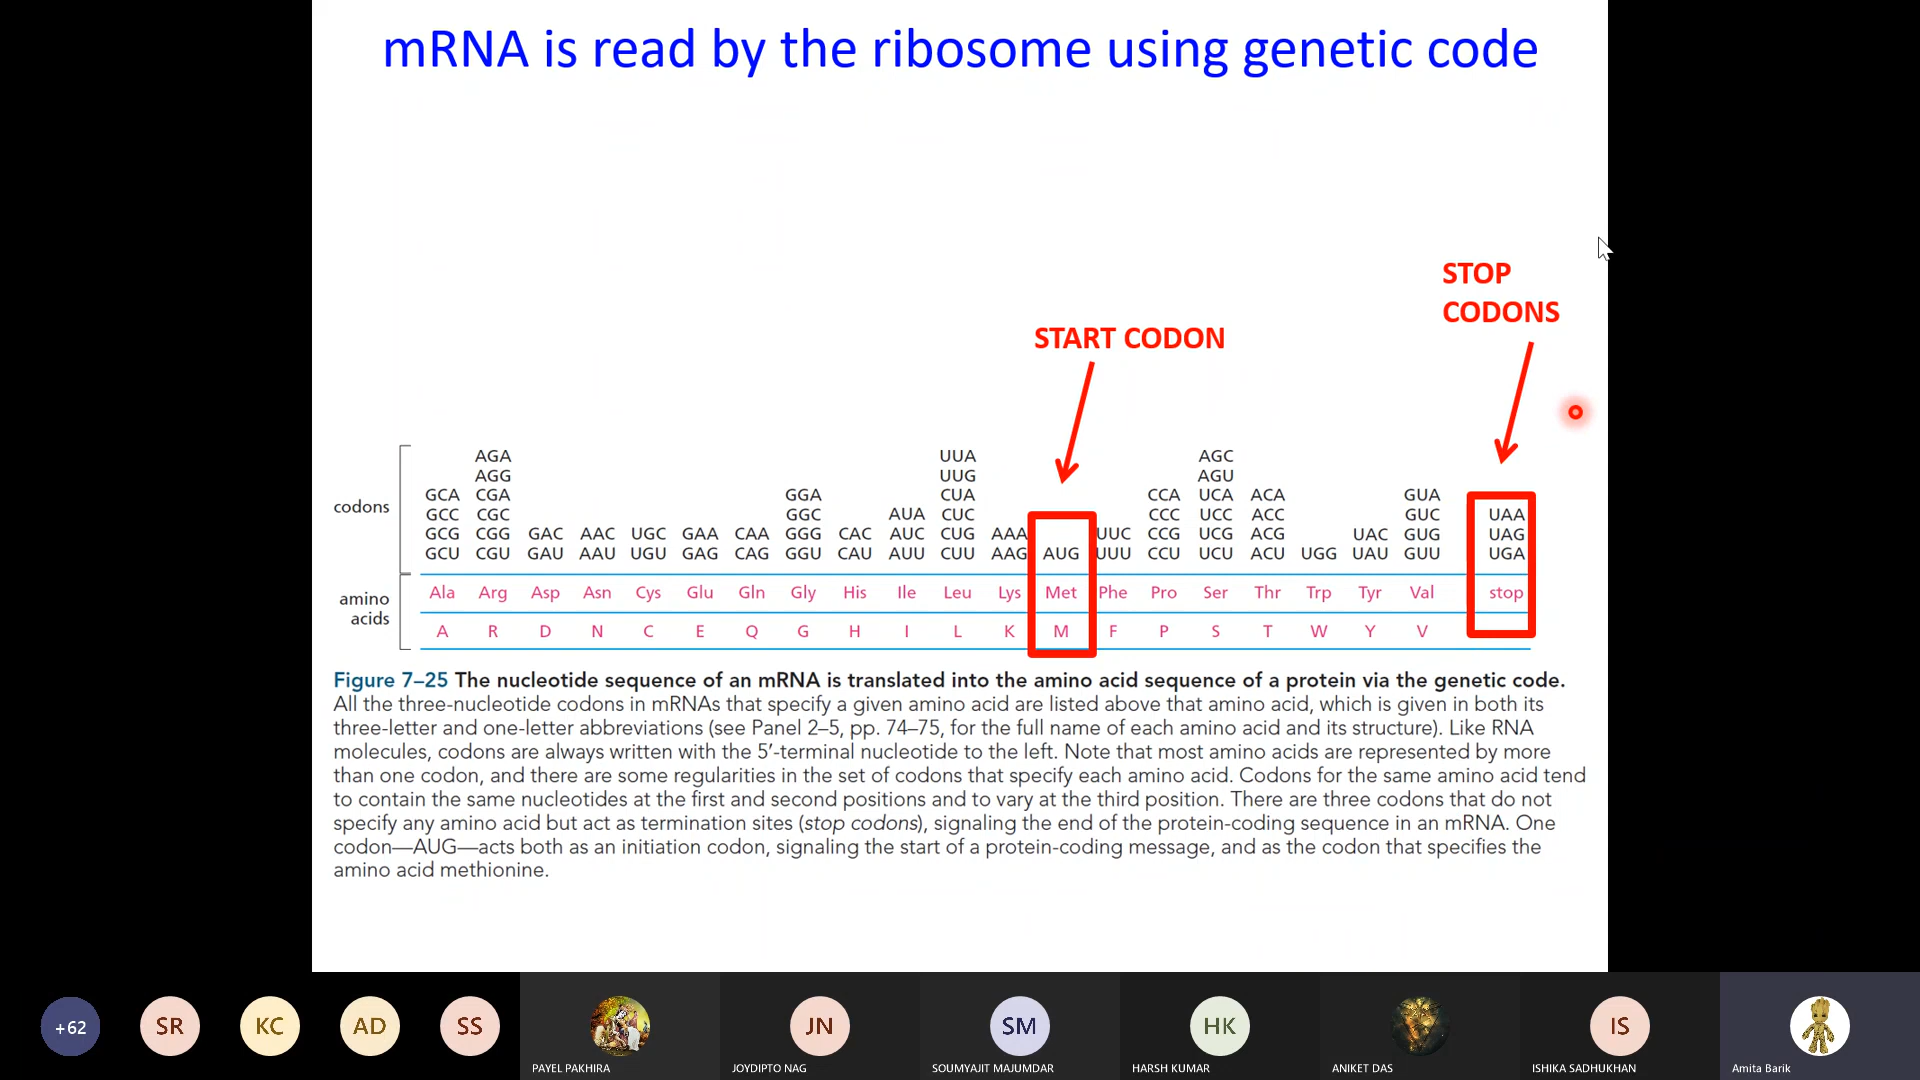 mRNA is read by the ribosome using genetic code
STOP
CODONS
START CODON
AGA UUA AGC
AGG UUG AGU
GCA CGA GGA CUA CCA UCA ACA GUA
codons
GCC CGC GGC AUA CUC CCC UCC ACC GUC UAA
GCG CGG GAC AAC UGC GAA CAA GGG CAC AUC CUG AAA UUC CCG UCG ACG UAC GUG UAG
GCU CGU GAU AAU UGU GAG CAG GGU CAU AUU CUU AAG AUG UUU CCU UCU ACU UGG UAU GUU UGA
amino
acids
Ala Arg Asp Asn Cys Glu Gln Gly His Ile Leu Lys Met Phe Pro Ser Thr Trp Tyr Val stop
A R D N C E Q G H I L K M F P S T W Y V
Figure 7–25 The nucleotide sequence of an mRNA is translated into the amino acid sequence of a protein via the genetic code.
All the three-nucleotide codons in mRNAs that specify a given amino acid are listed above that amino acid, which is given in both its
three-letter and one-letter abbreviations (see Panel 2–5, pp. 74–75, for the full name of each amino acid and its structure). Like RNA
molecules, codons are always written with the 5′-terminal nucleotide to the left. Note that most amino acids are represented by more
than one codon, and there are some regularities in the set of codons that specify each amino acid. Codons for the same amino acid tend
to contain the same nucleotides at the first and second positions and to vary at the third position. There are three codons that do not
specify any amino acid but act as termination sites (stop codons), signaling the end of the protein-coding sequence in an mRNA. One
codon—AUG—acts both as an initiation codon, signaling the start of a protein-coding message, and as the codon that specifies the
amino acid methionine.
+62
SR
KC
AD
SS
JN
SM
HK
IS
PAYEL PAKHIRA
JOYDIPTO NAG
SOUMYAJIT MAJUMDAR
HARSH KUMAR
ANIKET DAS
ISHIKA SADHUKHAN
Amita Barik